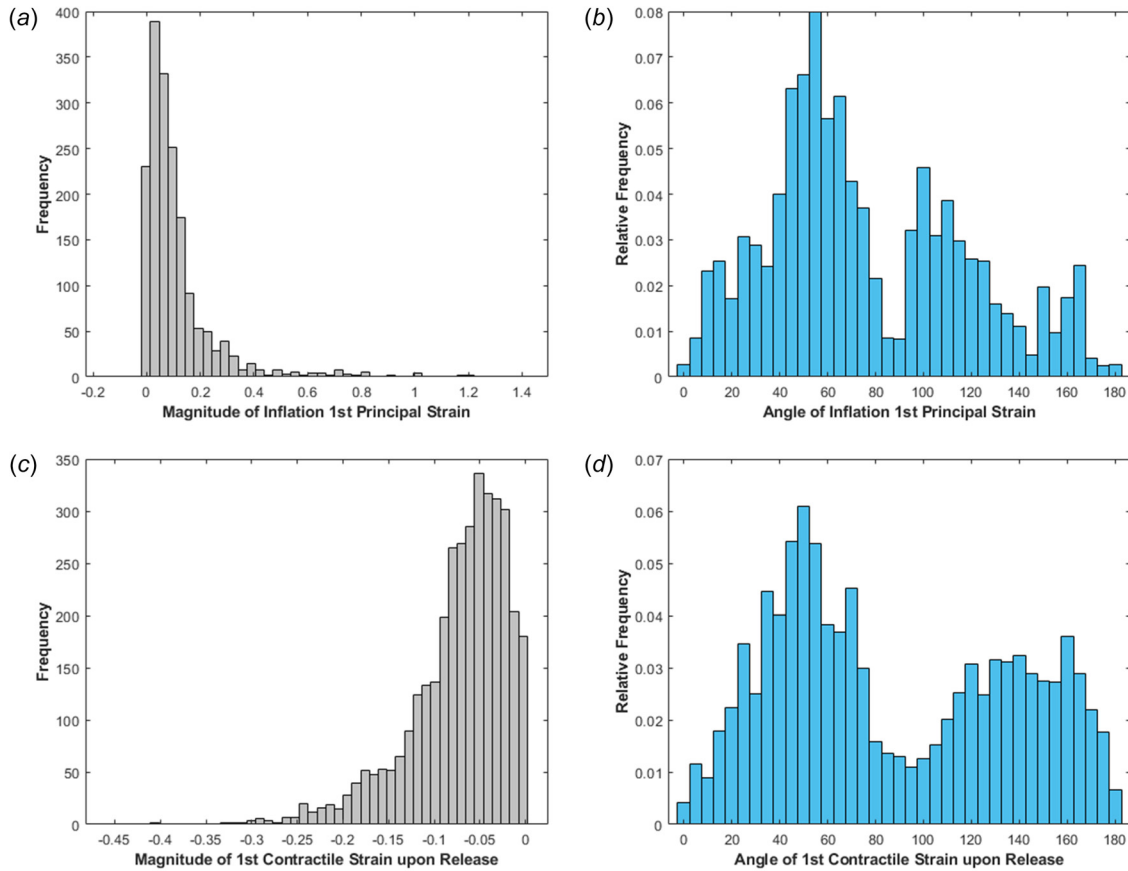 (a)
400
350
300
250
200
150
100
50
0
Frequency
-0.2 0 0.2 0.4 0.6 0.8 1 1.2 1.4
Magnitude of Inflation 1st Principal Strain
(b)
0.08
0.07
0.06
0.05
0.04
0.03
0.02
0.01
0
Relative Frequency
0 20 40 60 80 100 120 140 160 180
Angle of Inflation 1st Principal Strain
(c)
350
300
250
200
150
100
50
0
Frequency
-0.45 -0.4 -0.35 -0.3 -0.25 -0.2 -0.15 -0.1 -0.05 0
Magnitude of 1st Contractile Strain upon Release
(d)
0.07
0.06
0.05
0.04
0.03
0.02
0.01
0
Relative Frequency
0 20 40 60 80 100 120 140 160 180
Angle of 1st Contractile Strain upon Release